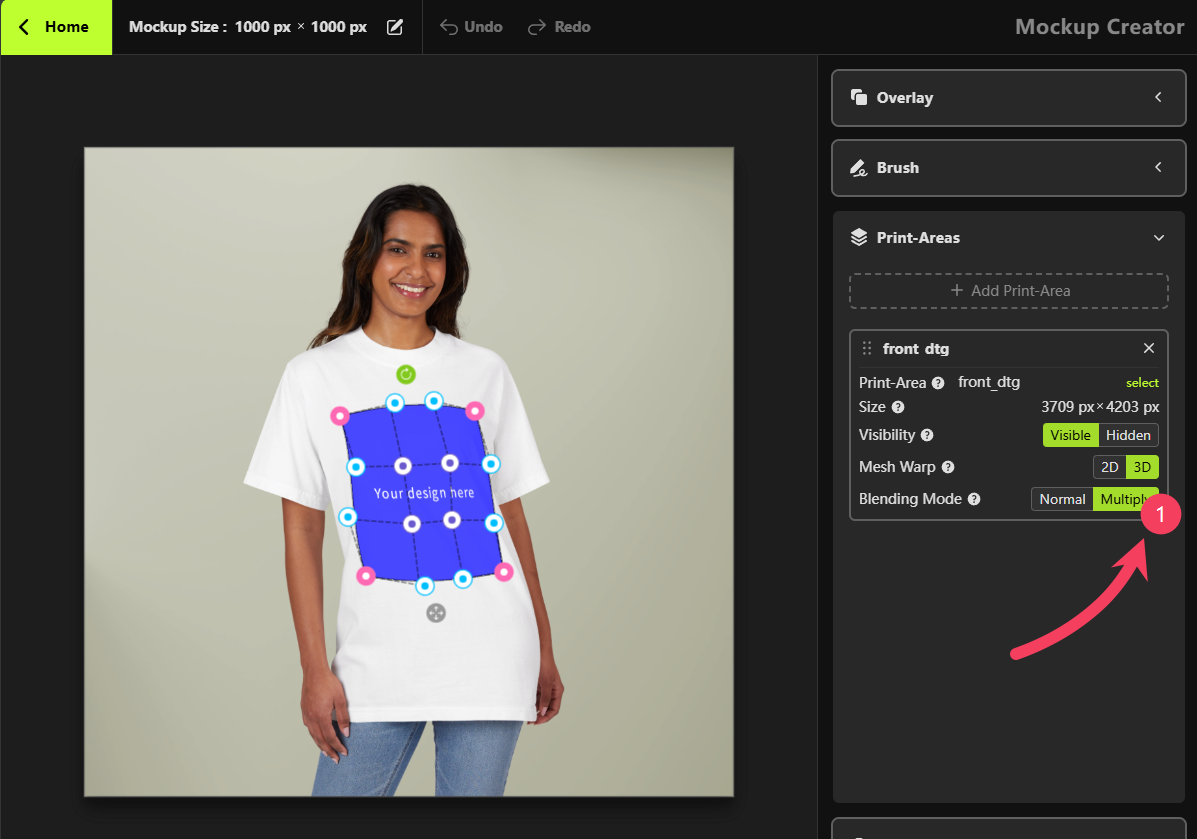 Home
Mockup Size : 1000 px × 1000 px
Undo
Redo
Mockup Creator
Overlay
Brush
Print-Areas
+ Add Print-Area
front_dtg
Print-Area ? front_dtg select
Size ? 3709 px×4203 px
Visibility ? Visible Hidden
Mesh Warp ? 2D 3D
Blending Mode ? Normal Multiply
1
Your design here